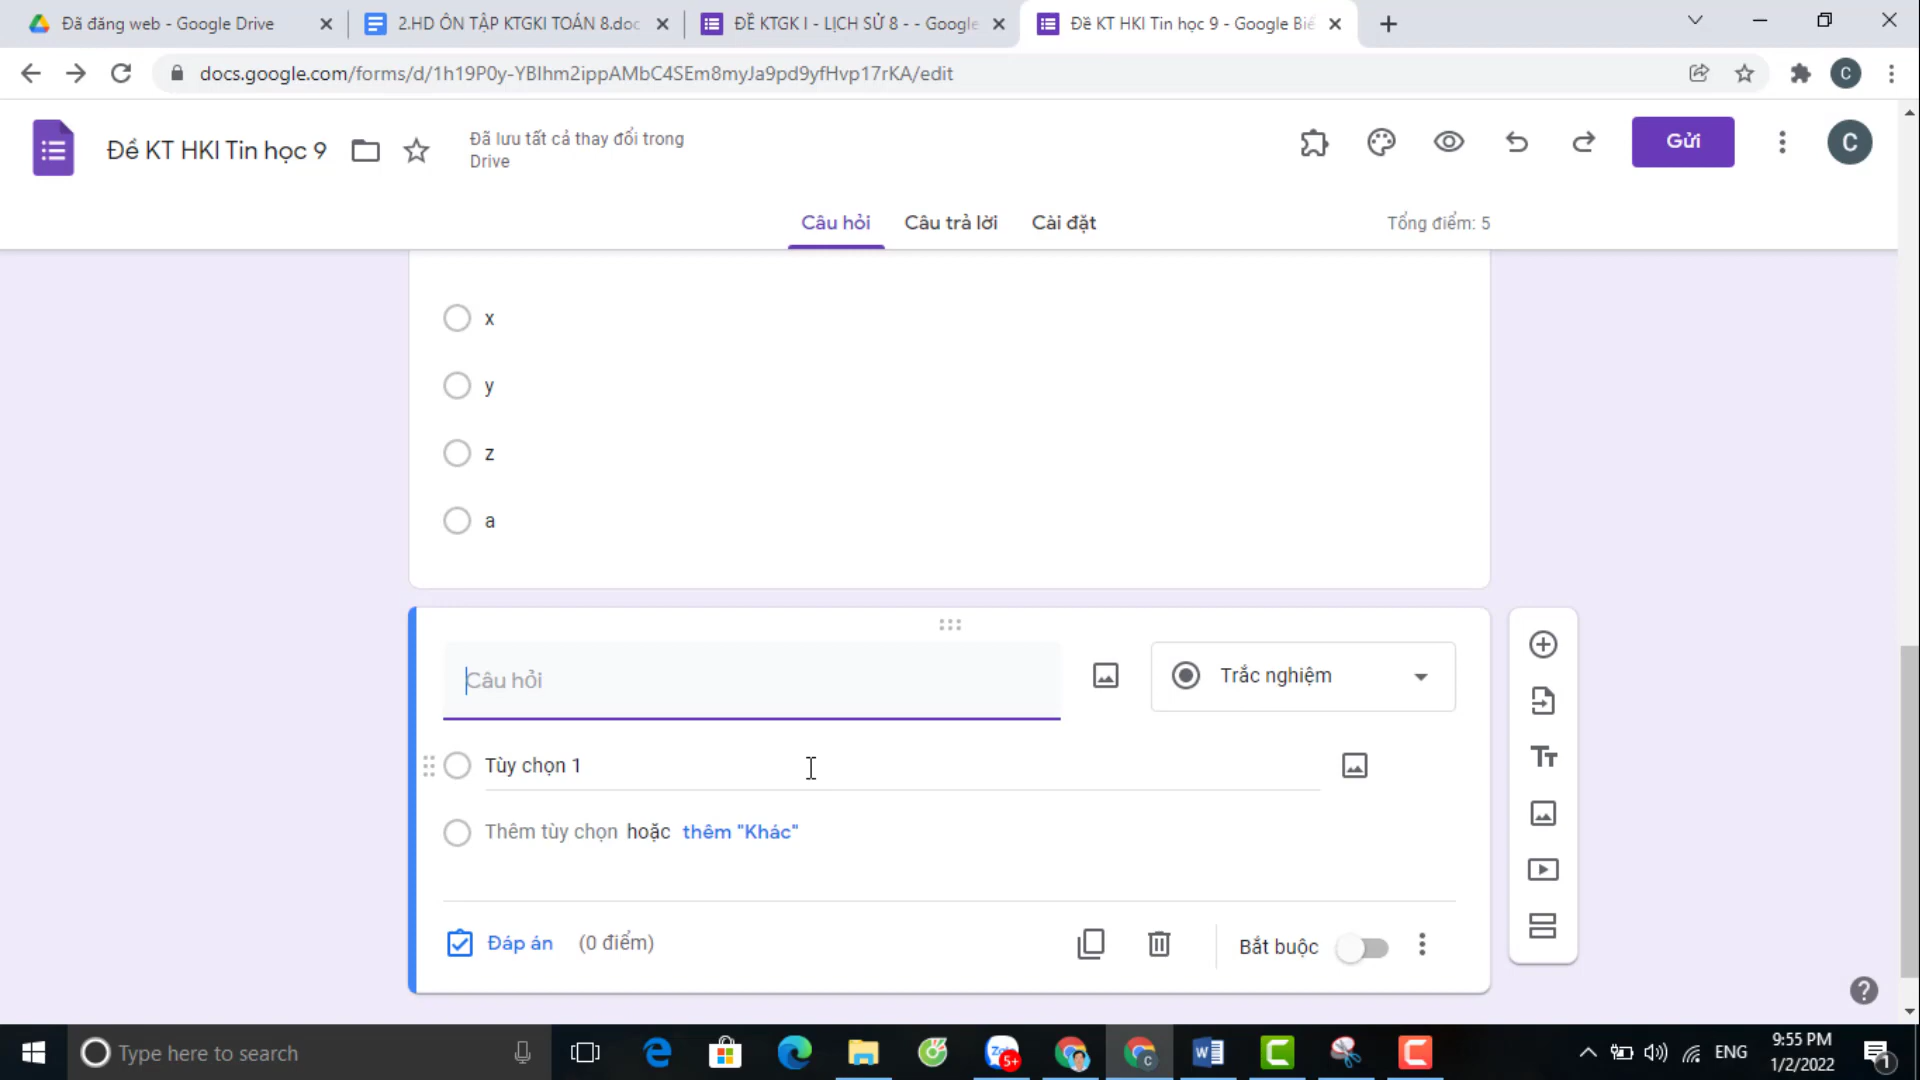 Đã đăng web - Google Drive
2.HD ÔN TẬP KTGKI TOÁN 8.doc
ĐỀ KTGK I - LỊCH SỬ 8 - - Google
Đề KT HKI Tin học 9 - Google Biể
docs.google.com/forms/d/1h19P0y-YBIhm2ippAMbC4SEm8myJa9pd9yfHvp17rKA/edit
C
Đề KT HKI Tin học 9
Đã lưu tất cả thay đổi trong
Drive
Gửi
C
Câu hỏi
Câu trả lời
Cài đặt
Tổng điểm: 5
x
y
z
a
Câu hỏi
Trắc nghiệm
Tùy chọn 1
Thêm tùy chọn hoặc thêm "Khác"
Đáp án
(0 điểm)
Bắt buộc
Type here to search
5+
ENG
9:55 PM
1/2/2022
1